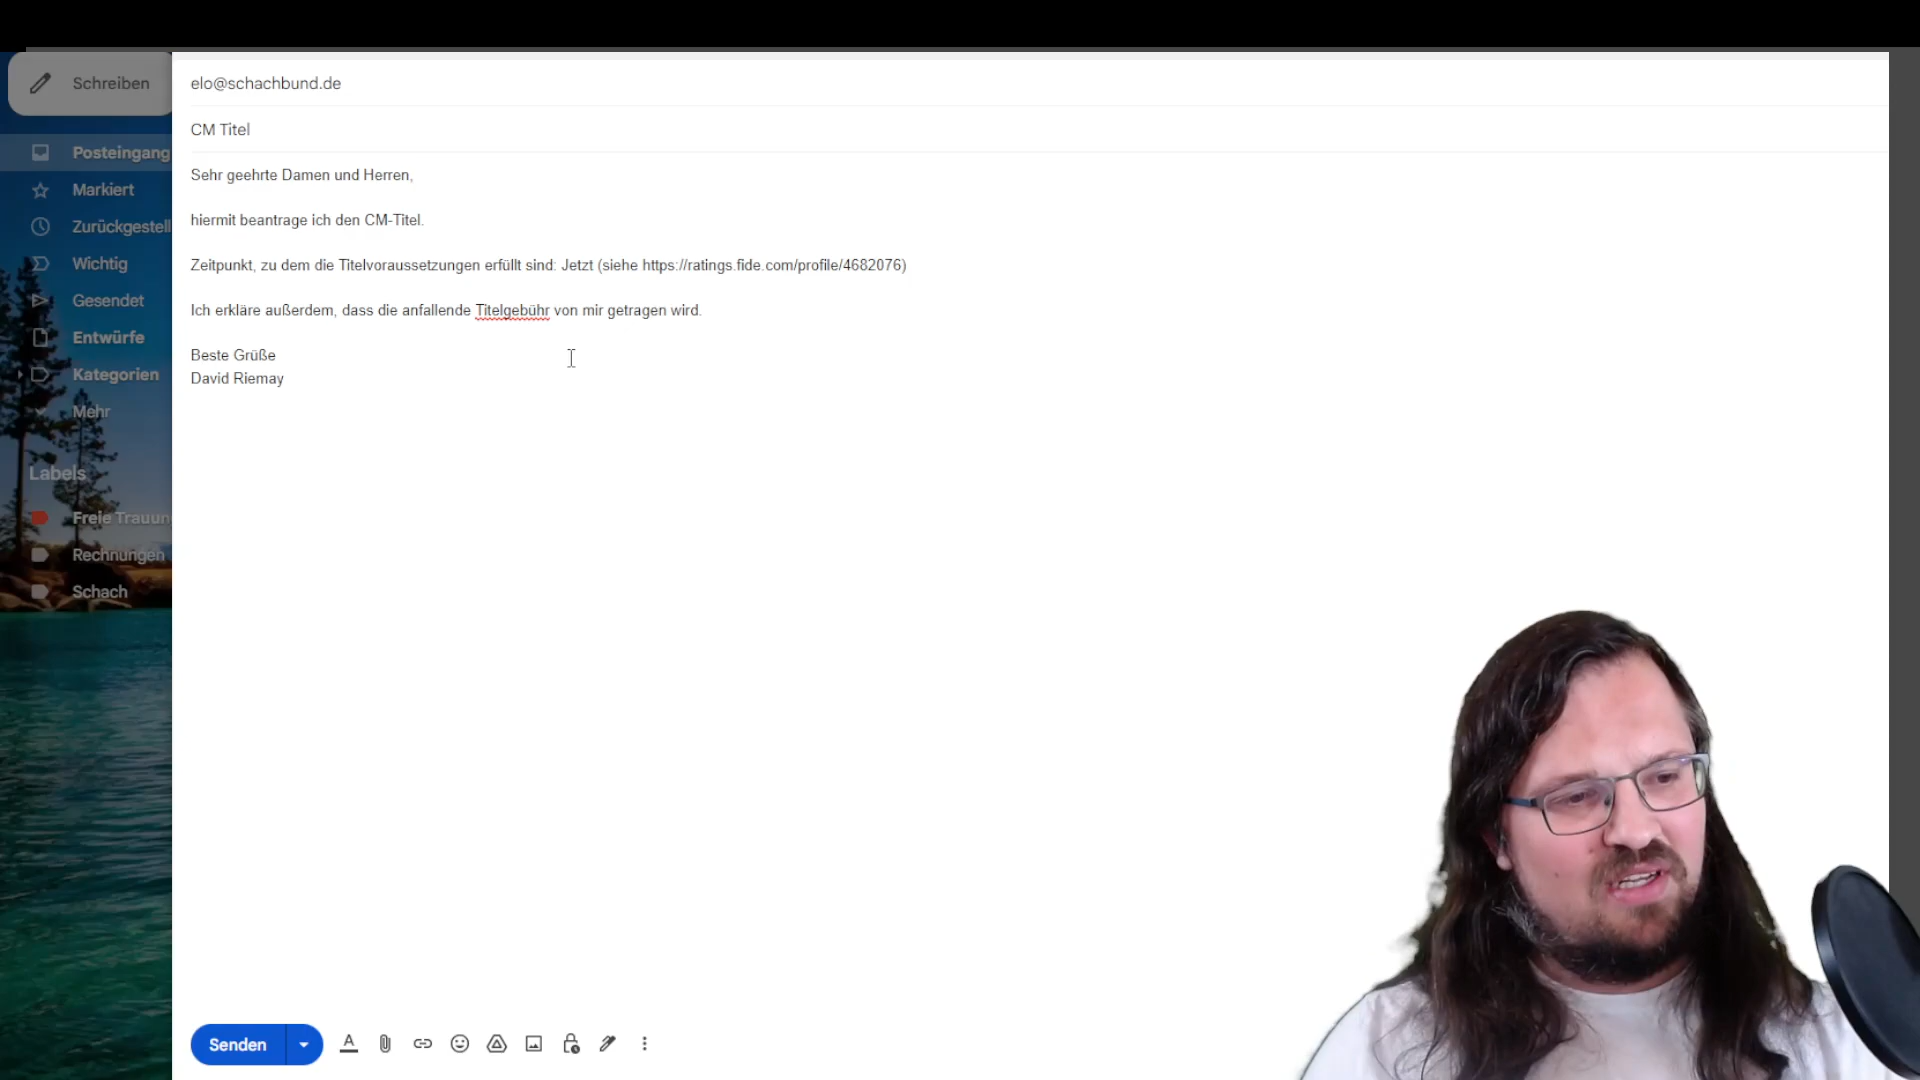 Schreiben
Posteingang
Markiert
Zurückgestell
Wichtig
Gesendet
Entwürfe
Kategorien
Mehr
Labels
Freie Trauun
Rechnungen
Schach
elo@schachbund.de
CM Titel
Sehr geehrte Damen und Herren,
hiermit beantrage ich den CM-Titel.
Zeitpunkt, zu dem die Titelvoraussetzungen erfüllt sind: Jetzt (siehe https://ratings.fide.com/profile/4682076)
Ich erkläre außerdem, dass die anfallende Titelgebühr von mir getragen wird.
Beste Grüße
David Riemay
Senden